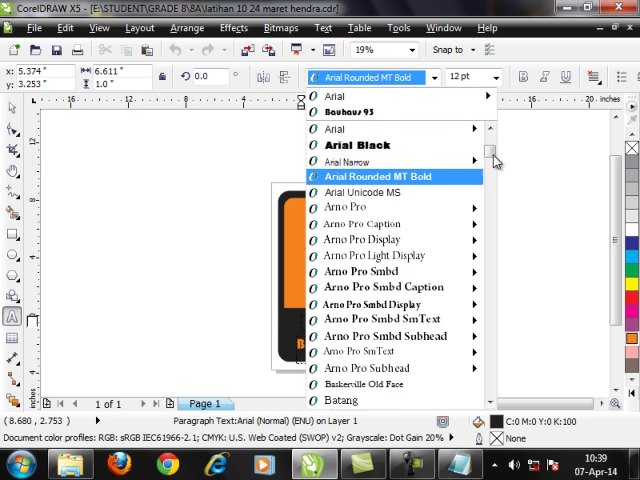 CorelDRAW X5 - [E:\STUDENT\GRADE 8\8A\latihan 10 24 maret hendra.cdr]
File Edit View Layout Arrange Effects Bitmaps Text Table Tools Window Help
19% Snap to
x: 5.374 " 6.611 " 0.0 ° Arial Rounded MT Bold 12 pt
y: 3.253 " 1.0 "
Arial
Bauhaus 93
16 12 8 20 inches
Arial
Arial Black
Arial Narrow
Arial Rounded MT Bold
Arial Unicode MS
Arno Pro
Arno Pro Caption
Arno Pro Display
Arno Pro Light Display
Arno Pro Smbd
Arno Pro Smbd Caption
Arno Pro Smbd Display
Arno Pro Smbd SmText
Arno Pro Smbd Subhead
Arno Pro SmText
Arno Pro Subhead
Baskerville Old Face
Batang
1 of 1 Page 1
( 8.680 , 2.753 ) Paragraph Text:Arial (Normal) (ENU) on Layer 1 C:0 M:0 Y:0 K:100
Document color profiles: RGB: sRGB IEC61966-2.1; CMYK: U.S. Web Coated (SWOP) v2; Grayscale: Dot Gain 20% None
10:39
07-Apr-14